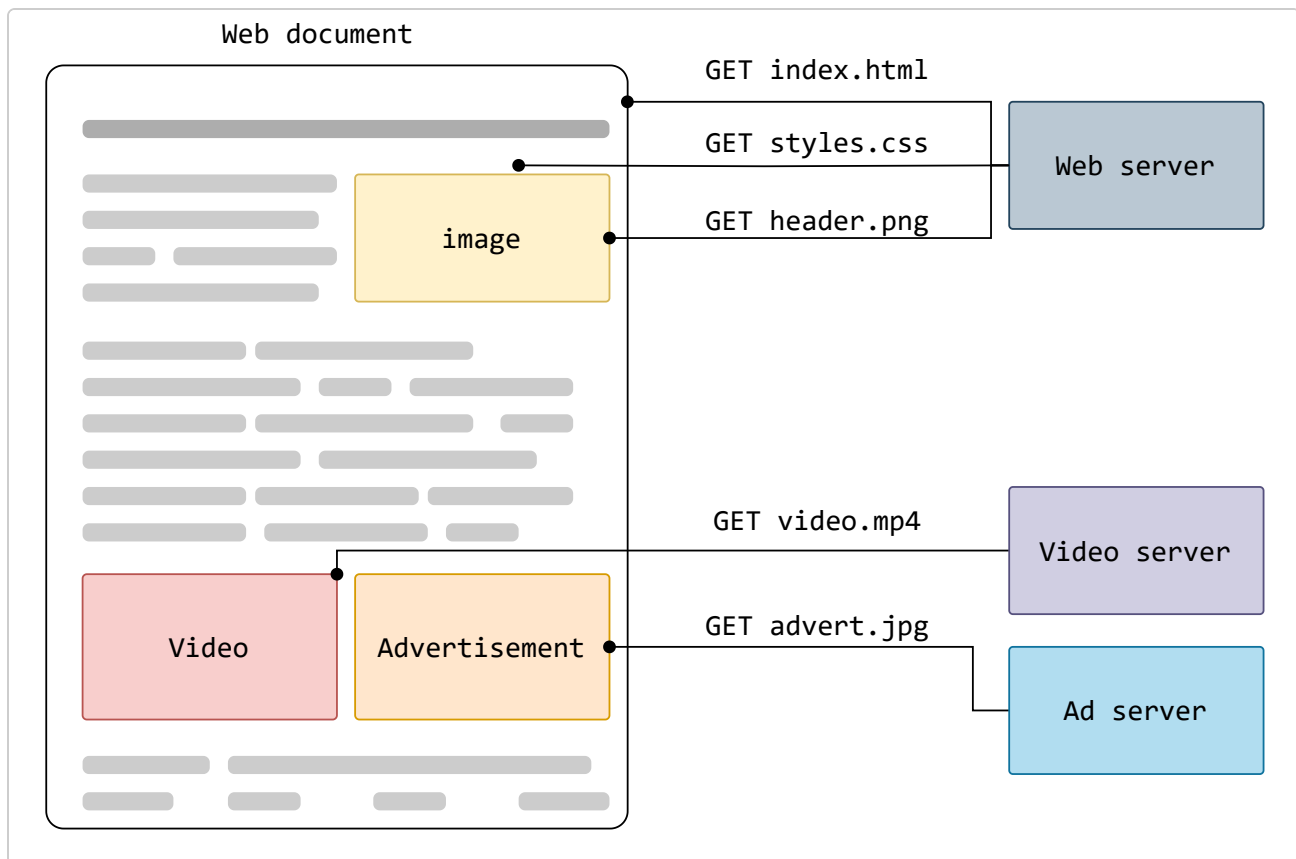 Web document
GET index.html
GET styles.css
Web server
GET header.png
image
GET video.mp4
Video server
GET advert.jpg
Video
Advertisement
Ad server